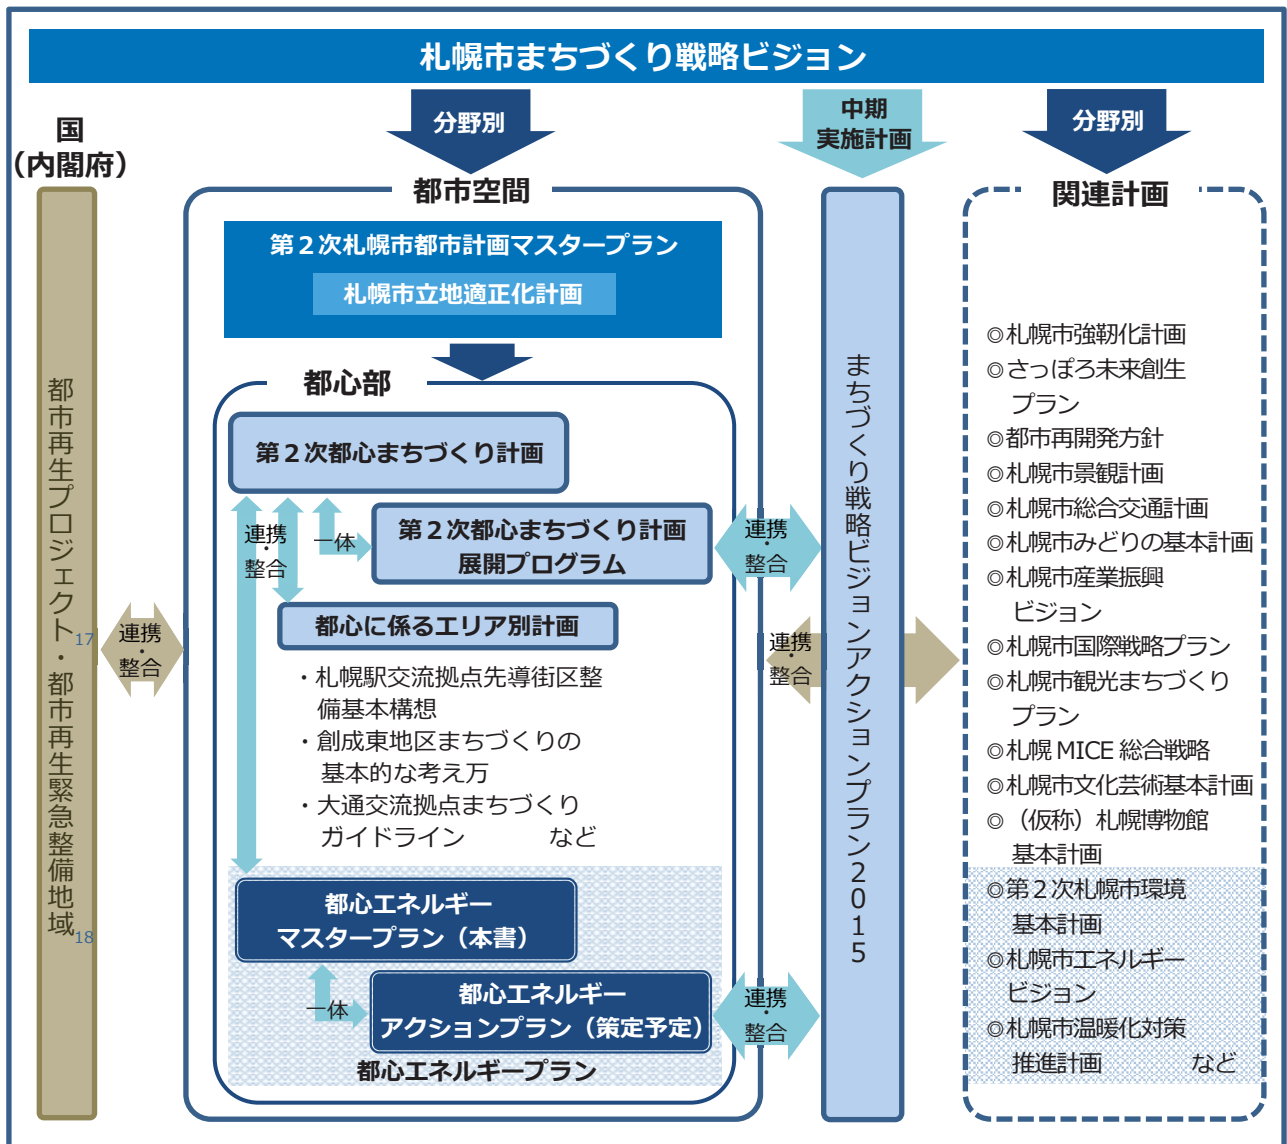 札幌市まちづくり戦略ビジョン
国
（内閣府）
分野別
中期
実施計画
分野別
都市再生プロジェクト17・都市再生緊急整備地域18
連携
・
整合
都市空間
第２次札幌市都市計画マスタープラン
札幌市立地適正化計画
都心部
第２次都心まちづくり計画
連携
・
整合
一体
第２次都心まちづくり計画
展開プログラム
都心に係るエリア別計画
・札幌駅交流拠点先導街区整
備基本構想
・創成東地区まちづくりの
基本的な考え万
・大通交流拠点まちづくり
ガイドライン　　　など
都心エネルギー
マスタープラン（本書）
一体
都心エネルギー
アクションプラン（策定予定）
都心エネルギープラン
連携
・
整合
連携
・
整合
連携
・
整合
まちづくり戦略ビジョンアクションプラン２０１５
関連計画
◎札幌市強靭化計画
◎さっぽろ未来創生
プラン
◎都市再開発方針
◎札幌市景観計画
◎札幌市総合交通計画
◎札幌市みどりの基本計画
◎札幌市産業振興
ビジョン
◎札幌市国際戦略プラン
◎札幌市観光まちづくり
プラン
◎札幌 MICE 総合戦略
◎札幌市文化芸術基本計画
◎（仮称）札幌博物館
基本計画
◎第２次札幌市環境
基本計画
◎札幌市エネルギー
ビジョン
◎札幌市温暖化対策
推進計画　　　など